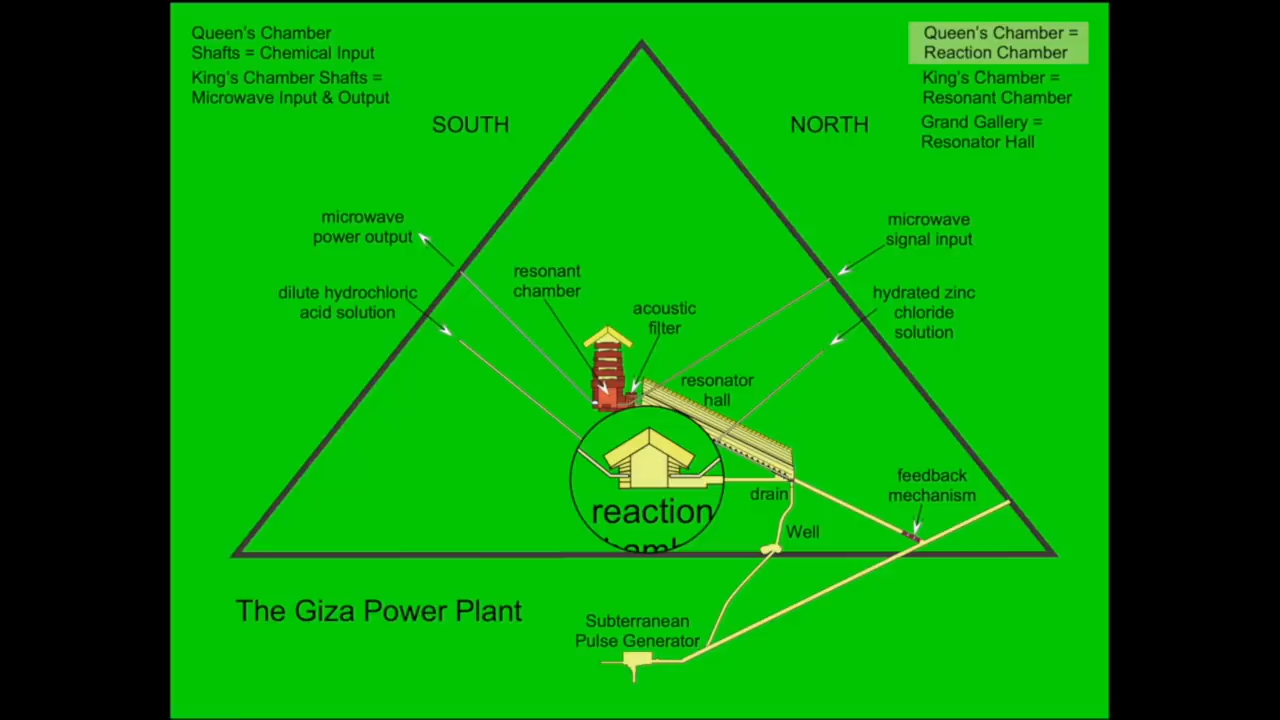 Queen's Chamber
Shafts = Chemical Input
King's Chamber Shafts =
Microwave Input & Output
Queen's Chamber =
Reaction Chamber
King's Chamber =
Resonant Chamber
Grand Gallery =
Resonator Hall
SOUTH
NORTH
microwave
power output
microwave
signal input
dilute hydrochloric
acid solution
resonant
chamber
acoustic
filter
hydrated zinc
chloride
solution
resonator
hall
reaction
drain
Well
feedback
mechanism
The Giza Power Plant
Subterranean
Pulse Generator